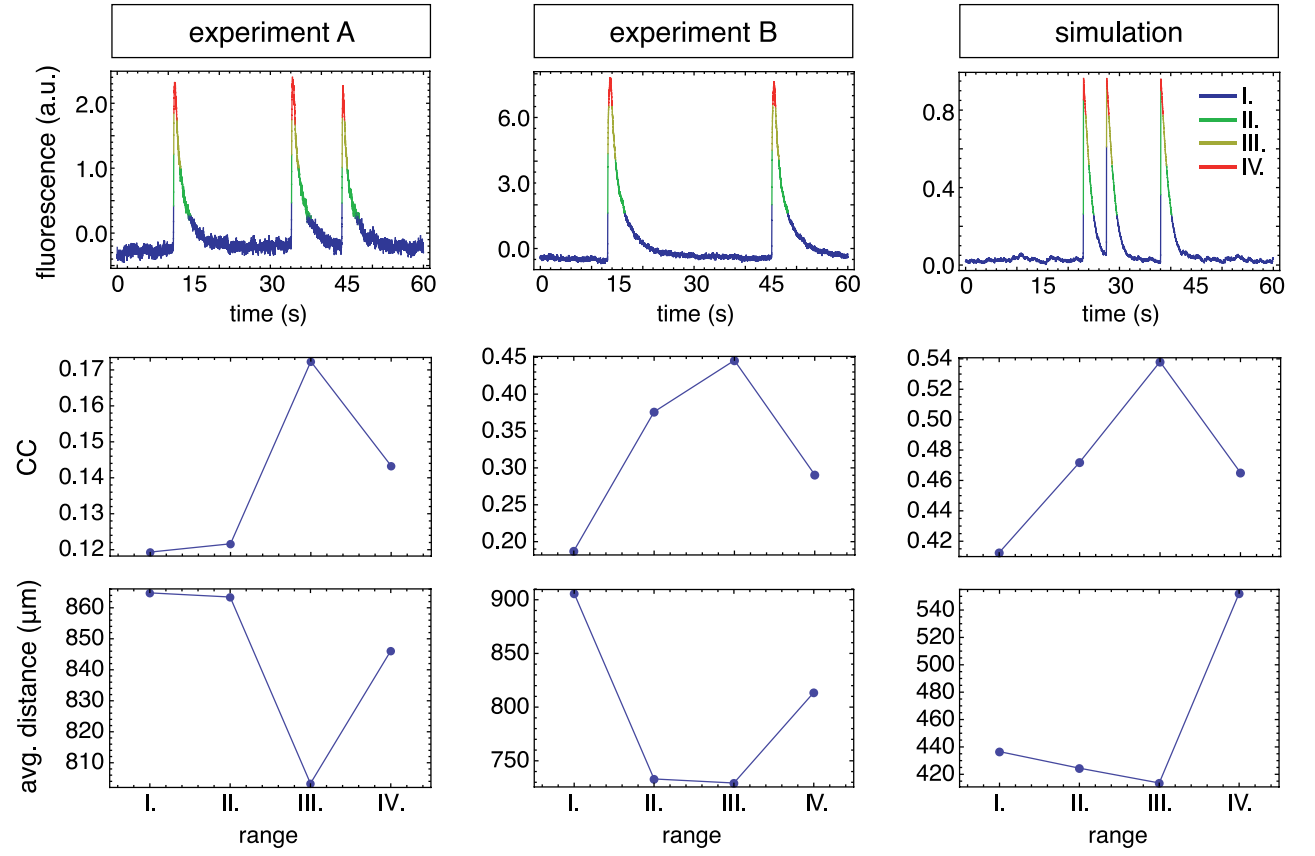 experiment A
experiment B
simulation
fluorescence (a.u.)
2.0
1.0
0.0
0
15
30
45
60
time (s)
6.0
3.0
0.0
0
15
30
45
60
time (s)
0.8
0.4
0.0
0
15
30
45
60
time (s)
I.
II.
III.
IV.
CC
0.17
0.16
0.15
0.14
0.13
0.12
0.45
0.40
0.35
0.30
0.25
0.20
0.54
0.52
0.50
0.48
0.46
0.44
0.42
avg. distance (µm)
860
850
840
830
820
810
I.
II.
III.
IV.
range
900
850
800
750
I.
II.
III.
IV.
range
540
520
500
480
460
440
420
I.
II.
III.
IV.
range